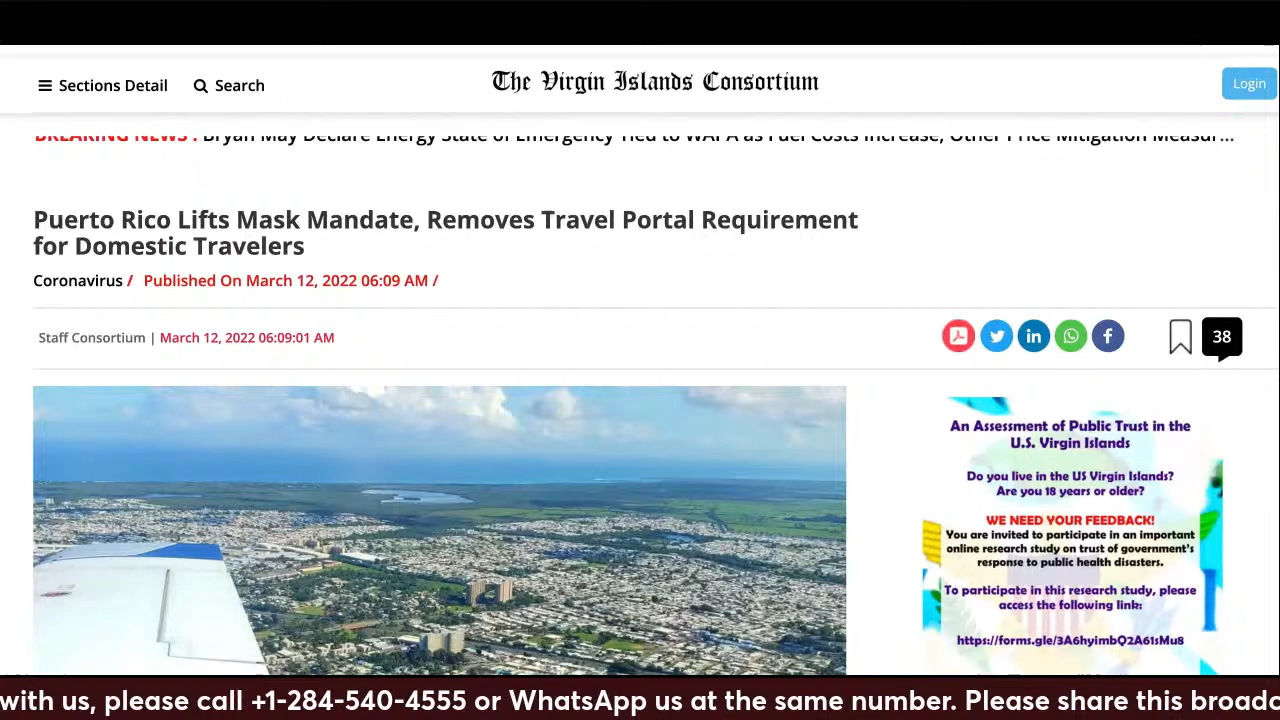 Sections Detail
Search
The Virgin Islands Consortium
Login
BREAKING NEWS : Bryan May Declare Energy State of Emergency Tied to WAPA as Fuel Costs Increase, Other Price Mitigation Measur...
Puerto Rico Lifts Mask Mandate, Removes Travel Portal Requirement
for Domestic Travelers
Coronavirus / Published On March 12, 2022 06:09 AM /
Staff Consortium | March 12, 2022 06:09:01 AM
38
An Assessment of Public Trust in the
U.S. Virgin Islands
Do you live in the US Virgin Islands?
Are you 18 years or older?
WE NEED YOUR FEEDBACK!
You are invited to participate in an important
online research study on trust of government's
response to public health disasters.
To participate in this research study, please
access the following link:
https://forms.gle/3A6hyimbQ2A61sMu8
with us, please call +1-284-540-4555 or WhatsApp us at the same number. Please share this broadc